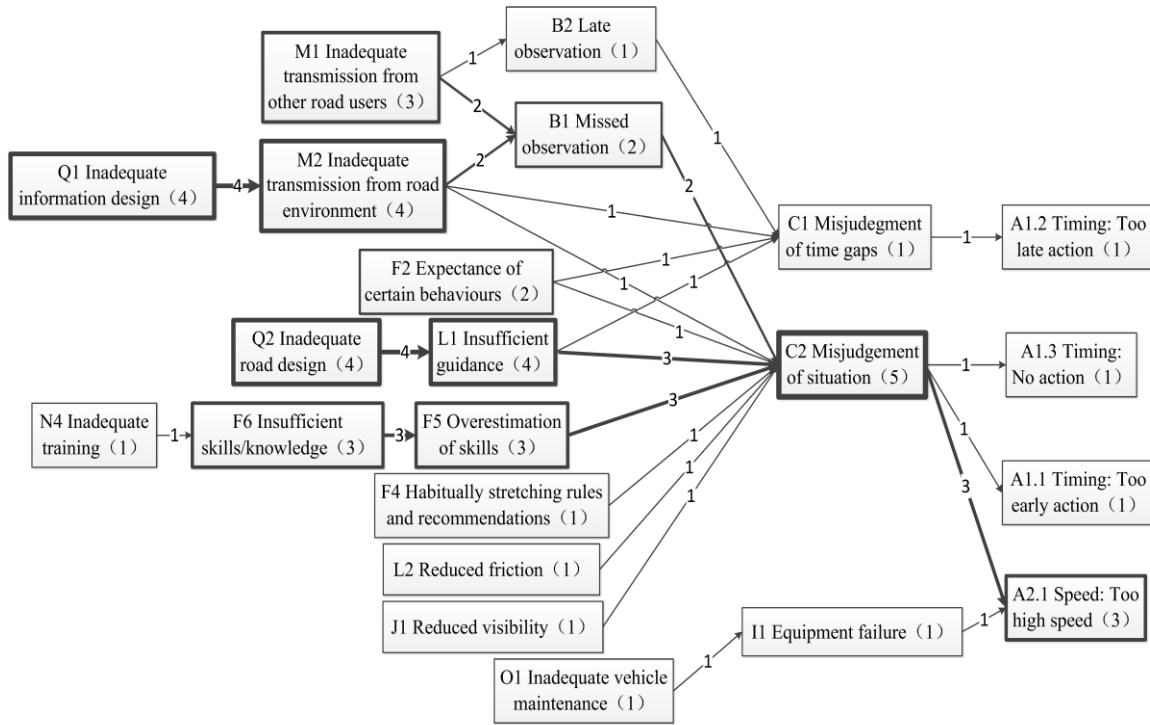 B2 Late
observation（1）
M1 Inadequate
transmission from
other road users（3）
1
2
B1 Missed
observation（2）
1
Q1 Inadequate
information design（4）
4
M2 Inadequate
transmission from road
environment（4）
2
2
1
C1 Misjudegment
of time gaps（1）
1
A1.2 Timing: Too
late action（1）
F2 Expectance of
certain behaviours（2）
1
1
1
1
Q2 Inadequate
road design（4）
4
L1 Insufficient
guidance（4）
3
C2 Misjudgement
of situation（5）
1
A1.3 Timing:
No action（1）
N4 Inadequate
training（1）
1
F6 Insufficient
skills/knowledge（3）
3
F5 Overestimation
of skills（3）
3
1
F4 Habitually stretching rules
and recommendations（1）
1
1
1
A1.1 Timing: Too
early action（1）
3
L2 Reduced friction（1）
J1 Reduced visibility（1）
I1 Equipment failure（1）
1
A2.1 Speed: Too
high speed（3）
1
O1 Inadequate vehicle
maintenance（1）